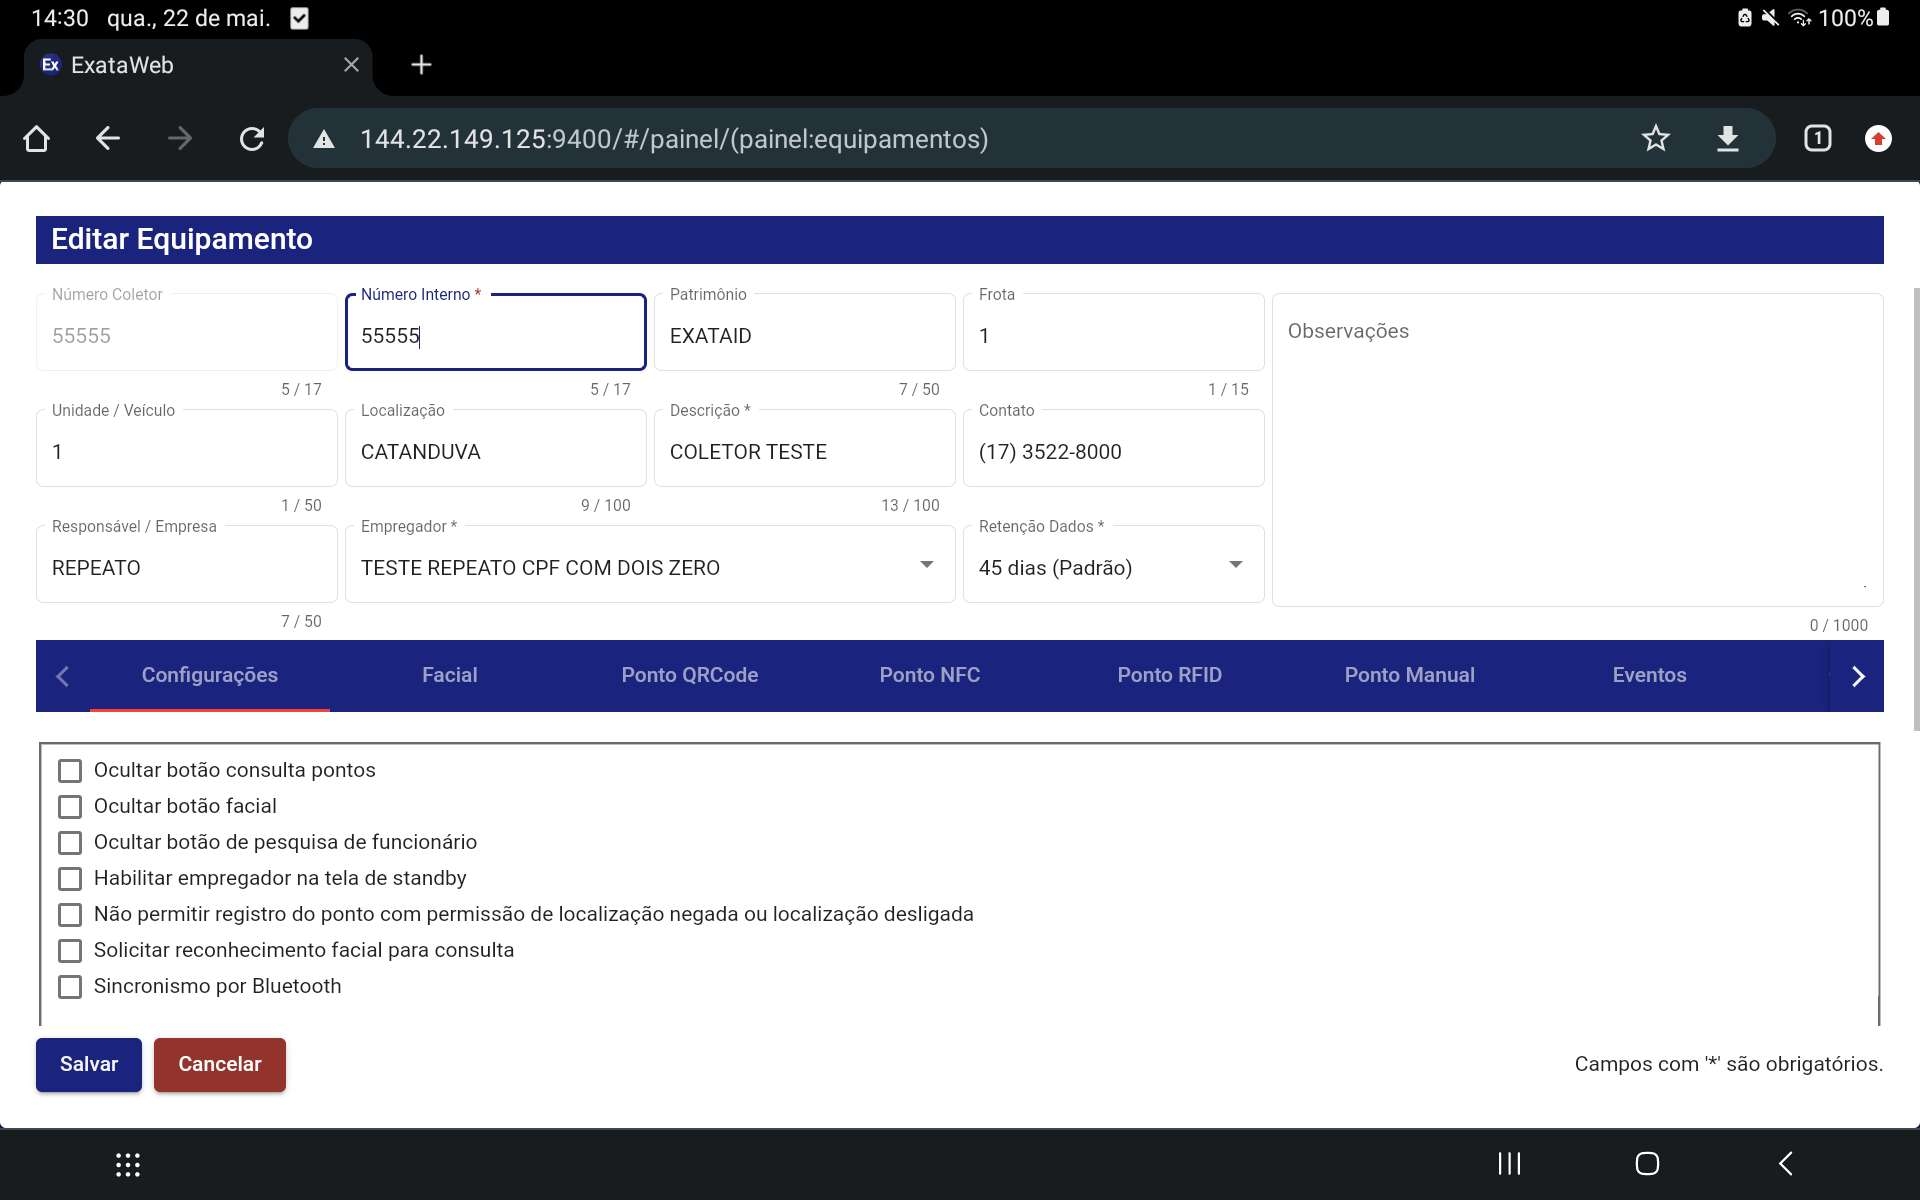 14:30 qua., 22 de mai. 100%
Ex ExataWeb
144.22.149.125:9400/#/painel/(painel:equipamentos) 1
Editar Equipamento
Número Coletor Número Interno * Patrimônio Frota
55555 55555 EXATAID 1 Observações
5 / 17 5 / 17 7 / 50 1 / 15
Unidade / Veículo Localização Descrição * Contato
1 CATANDUVA COLETOR TESTE (17) 3522-8000
1 / 50 9 / 100 13 / 100
Responsável / Empresa Empregador * Retenção Dados *
REPEATO TESTE REPEATO CPF COM DOIS ZERO 45 dias (Padrão)
7 / 50 0 / 1000
Configurações Facial Ponto QRCode Ponto NFC Ponto RFID Ponto Manual Eventos
Ocultar botão consulta pontos
Ocultar botão facial
Ocultar botão de pesquisa de funcionário
Habilitar empregador na tela de standby
Não permitir registro do ponto com permissão de localização negada ou localização desligada
Solicitar reconhecimento facial para consulta
Sincronismo por Bluetooth
Salvar Cancelar Campos com '*' são obrigatórios.